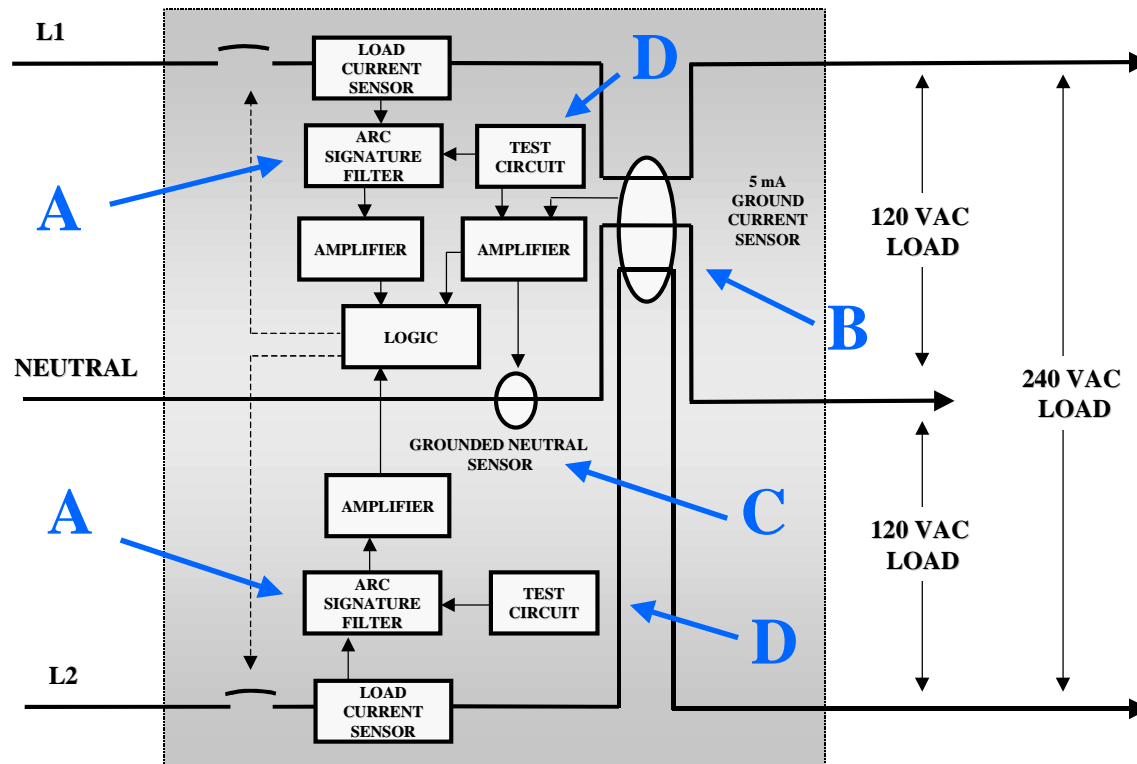 L1
LOAD
CURRENT
SENSOR
D
ARC
SIGNATURE
FILTER
TEST
CIRCUIT
A
5 mA
GROUND
CURRENT
SENSOR
120 VAC
LOAD
AMPLIFIER
AMPLIFIER
B
LOGIC
NEUTRAL
240 VAC
LOAD
GROUNDED NEUTRAL
SENSOR
C
A
AMPLIFIER
120 VAC
LOAD
ARC
SIGNATURE
FILTER
TEST
CIRCUIT
D
L2
LOAD
CURRENT
SENSOR